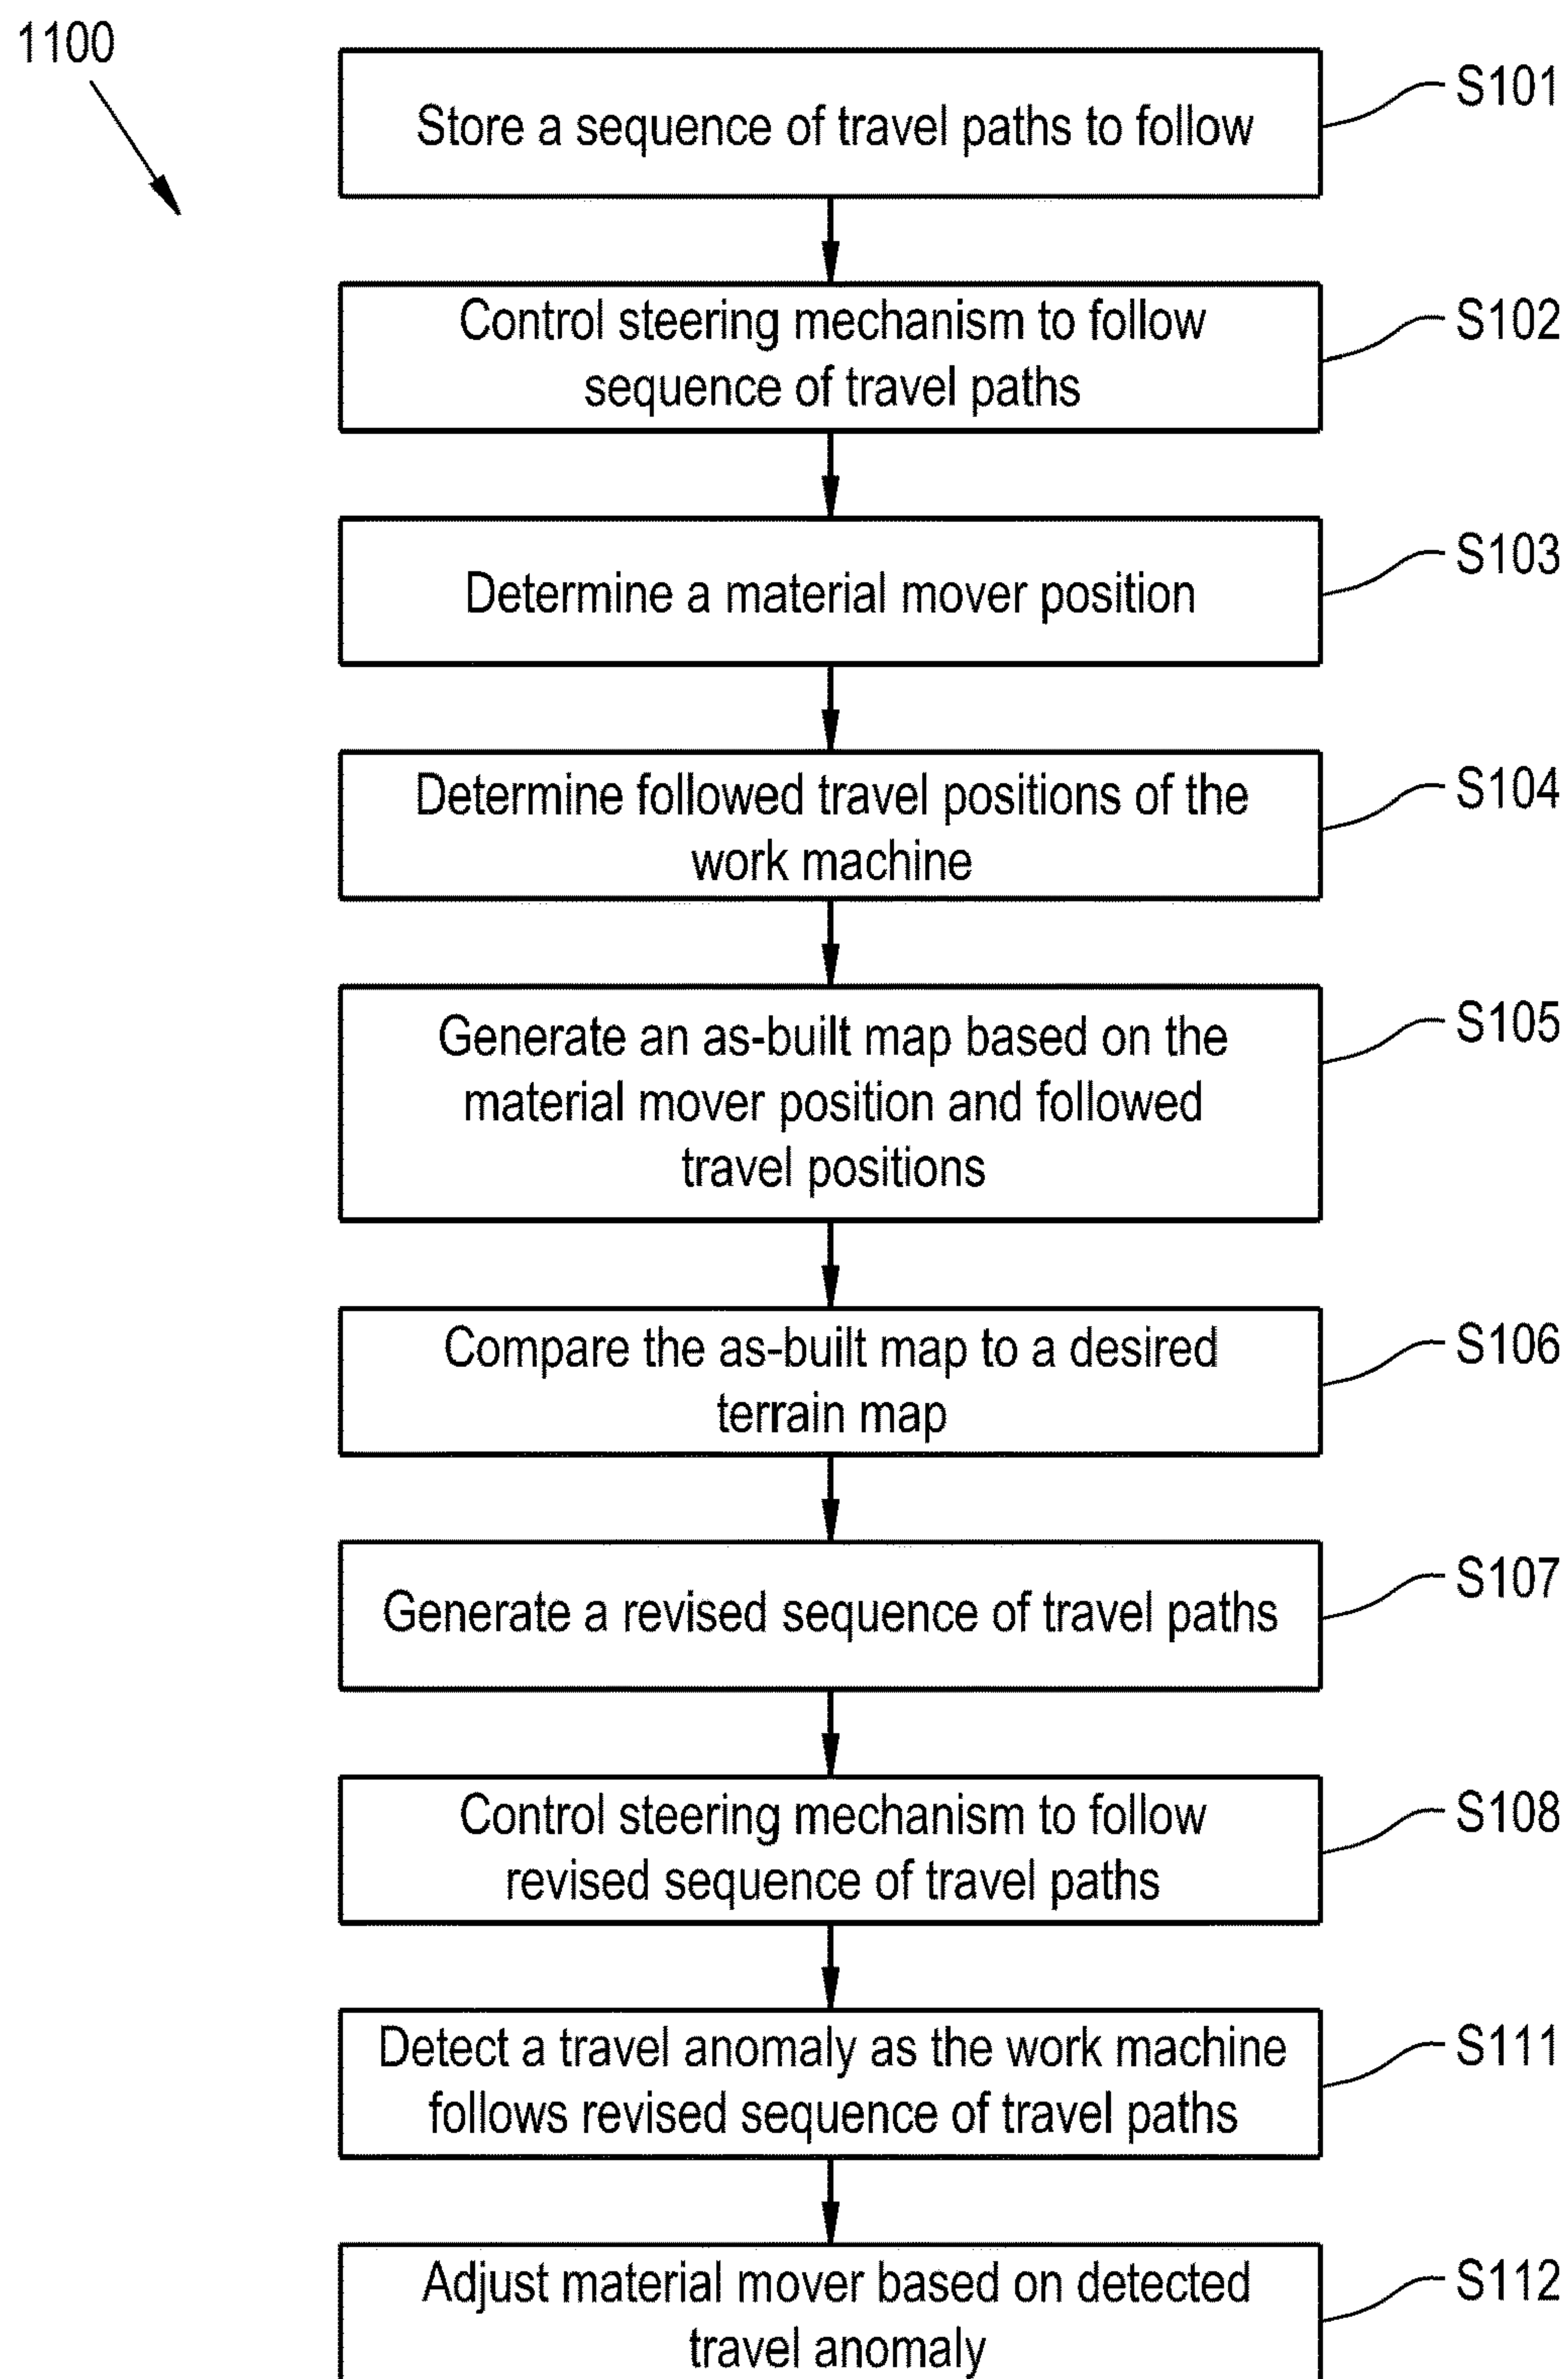 1100
Store a sequence of travel paths to follow
S101
Control steering mechanism to follow
sequence of travel paths
S102
Determine a material mover position
S103
Determine followed travel positions of the
work machine
S104
Generate an as-built map based on the
material mover position and followed
travel positions
S105
Compare the as-built map to a desired
terrain map
S106
Generate a revised sequence of travel paths
S107
Control steering mechanism to follow
revised sequence of travel paths
S108
Detect a travel anomaly as the work machine
follows revised sequence of travel paths
S111
Adjust material mover based on detected
travel anomaly
S112